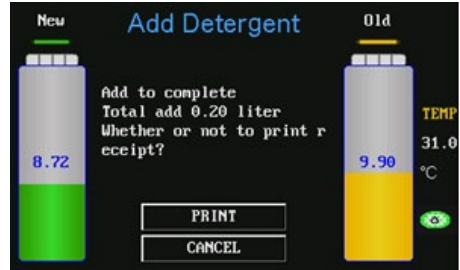 New
Add Detergent
Old
Add to complete
Total add 0.20 liter
Whether or not to print r
eceipt?
TEMP
31.0
°C
8.72
9.90
PRINT
CANCEL